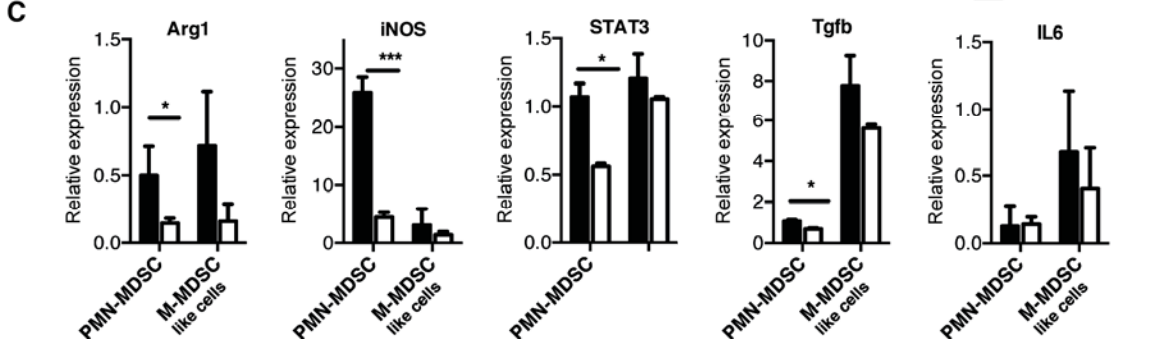 C
Arg1
Relative expression
1.5
1.0
0.5
0.0
*
PMN-MDSC
M-MDSC
like cells
iNOS
Relative expression
30
20
10
0
***
PMN-MDSC
M-MDSC
like cells
STAT3
Relative expression
1.5
1.0
0.5
0.0
*
PMN-MDSC
Tgfb
Relative expression
10
8
6
4
2
0
*
PMN-MDSC
M-MDSC
like cells
IL6
Relative expression
1.5
1.0
0.5
0.0
PMN-MDSC
M-MDSC
like cells